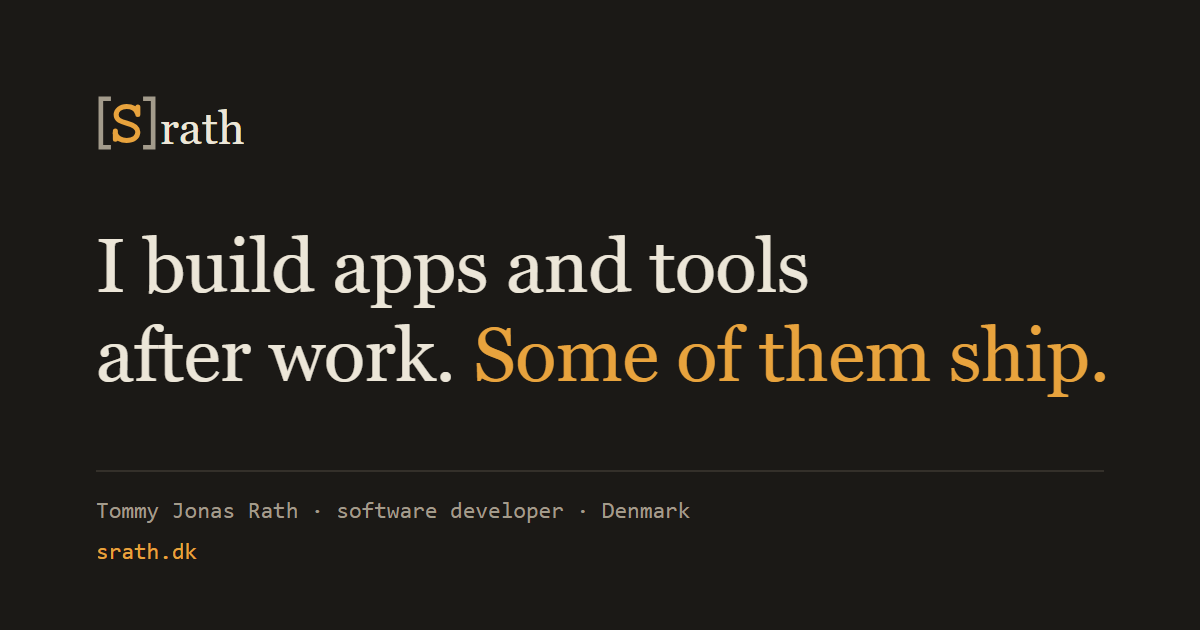 [S]rath
I build apps and tools
after work. Some of them ship.
Tommy Jonas Rath · software developer · Denmark
srath.dk